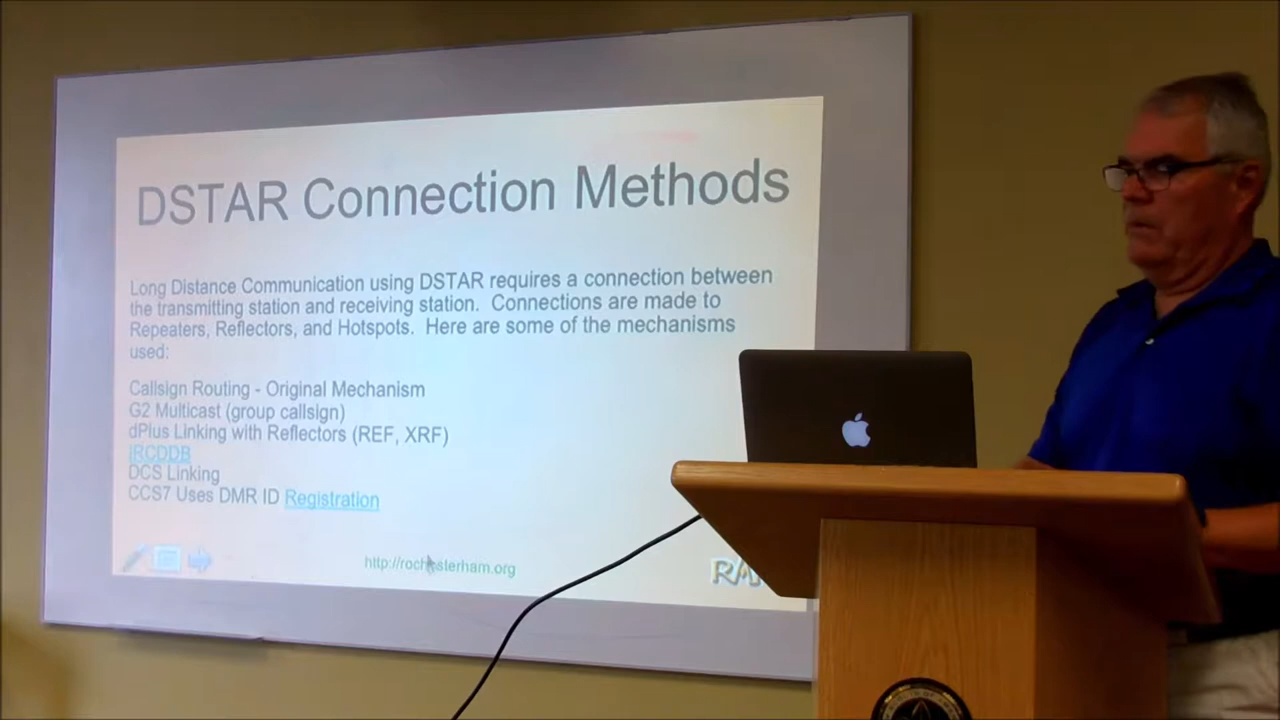 DSTAR Connection Methods
Long Distance Communication using DSTAR requires a connection between
the transmitting station and receiving station. Connections are made to
Repeaters, Reflectors, and Hotspots. Here are some of the mechanisms
used:
Callsign Routing - Original Mechanism
G2 Multicast (group callsign)
dPlus Linking with Reflectors (REF, XRF)
IRCDDB
DCS Linking
CCS7 Uses DMR ID Registration
http://rochesterham.org